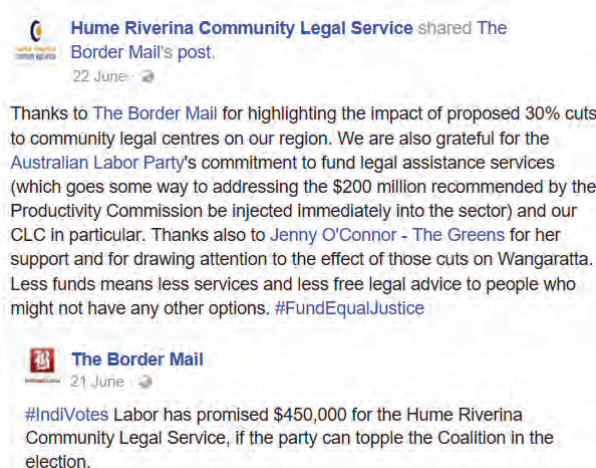 Hume Riverina Community Legal Service shared The
Border Mail's post.
22 June
Thanks to The Border Mail for highlighting the impact of proposed 30% cuts
to community legal centres on our region. We are also grateful for the
Australian Labor Party's commitment to fund legal assistance services
(which goes some way to addressing the $200 million recommended by the
Productivity Commission be injected immediately into the sector) and our
CLC in particular. Thanks also to Jenny O'Connor - The Greens for her
support and for drawing attention to the effect of those cuts on Wangaratta.
Less funds means less services and less free legal advice to people who
might not have any other options. #FundEqualJustice
The Border Mail
21 June
#IndiVotes Labor has promised $450,000 for the Hume Riverina
Community Legal Service, if the party can topple the Coalition in the
election.